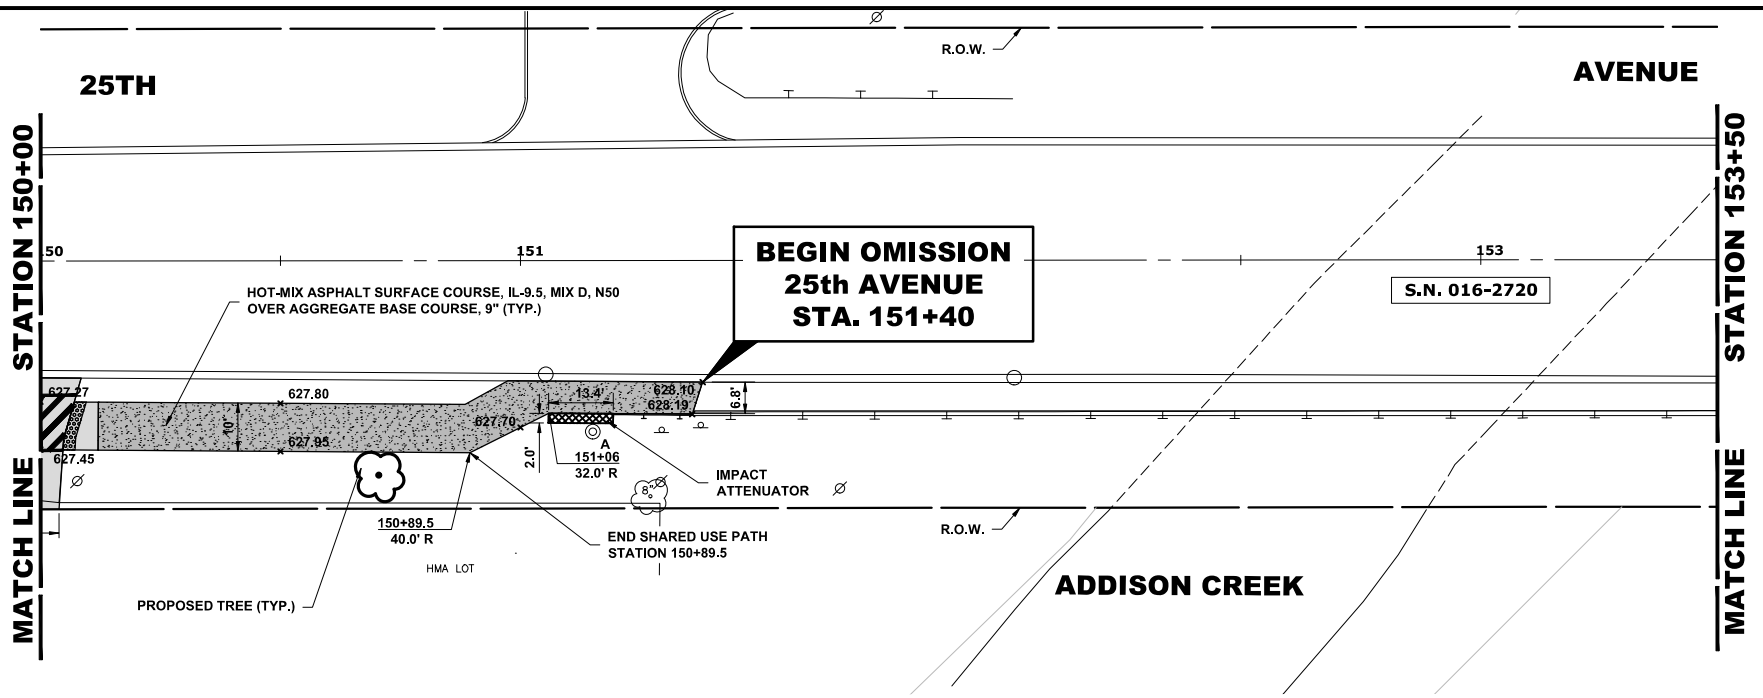 R.O.W.
25TH
AVENUE
STATION 150+00
STATION 153+50
150
151
153
BEGIN OMISSION
25th AVENUE
STA. 151+40
S.N. 016-2720
HOT-MIX ASPHALT SURFACE COURSE, IL-9.5, MIX D, N50
OVER AGGREGATE BASE COURSE, 9" (TYP.)
627.27
627.80
13.4'
628.10
628.19
6.8'
10'
627.70
627.95
627.45
2.0'
A
151+06
32.0' R
IMPACT
ATTENUATOR
8"
150+89.5
40.0' R
END SHARED USE PATH
STATION 150+89.5
R.O.W.
HMA LOT
ADDISON CREEK
PROPOSED TREE (TYP.)
MATCH LINE
MATCH LINE